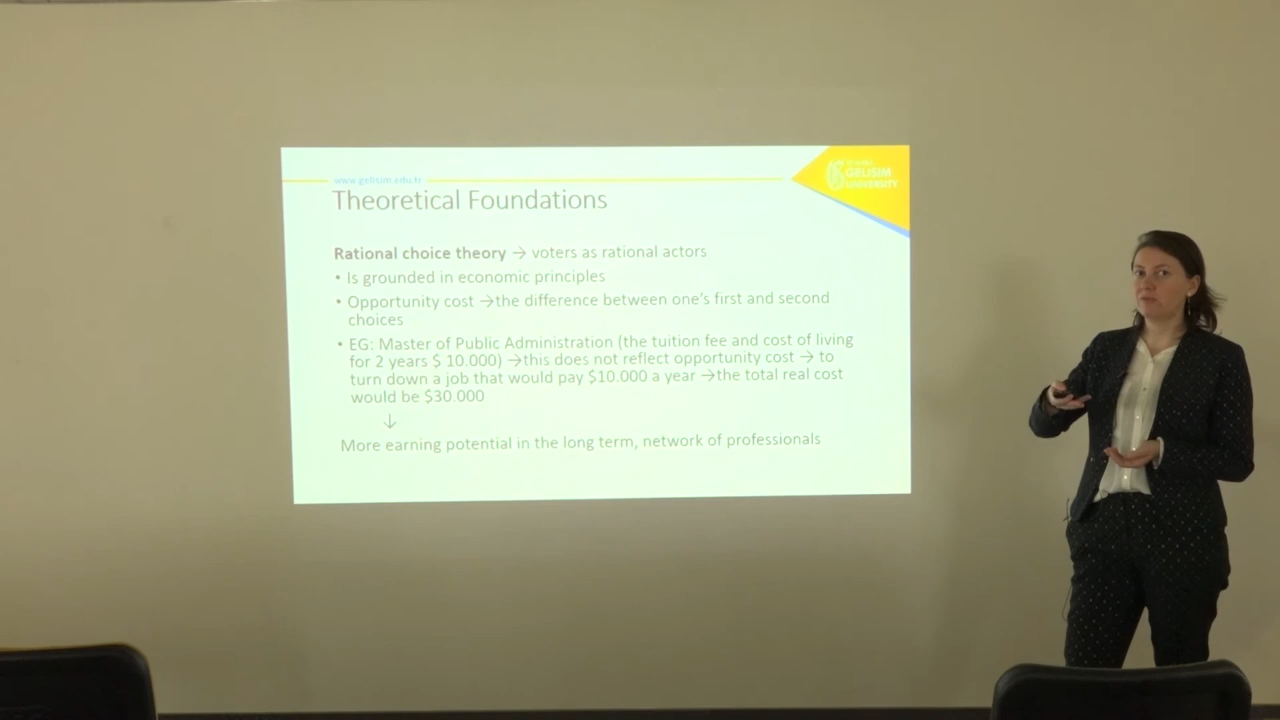 www.gelisim.edu.tr
GELISIM
UNIVERSITY
Theoretical Foundations
Rational choice theory → voters as rational actors
• Is grounded in economic principles
• Opportunity cost →the difference between one's first and second
choices
• EG: Master of Public Administration (the tuition fee and cost of living
for 2 years $ 10.000) →this does not reflect opportunity cost → to
turn down a job that would pay $10.000 a year →the total real cost
would be $30.000
↓
More earning potential in the long term, network of professionals